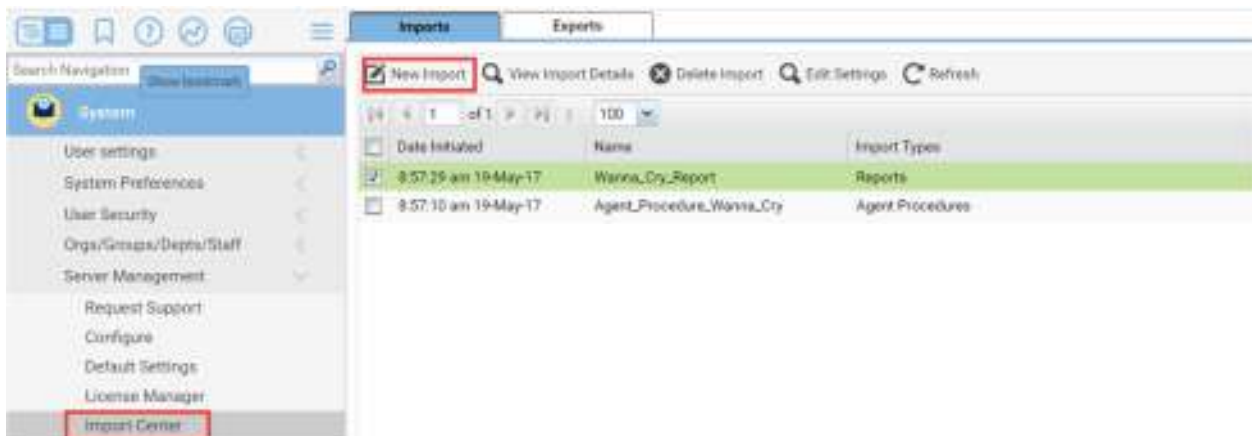 Imports Exports
Search Navigation
Show bookmark
New Import View Import Details Delete Import Edit Settings Refresh
System
1 of 1 100
Date Initiated Name Import Types
User settings
8:57:29 am 19-May-17 Wanna_Cry_Report Reports
System Preferences
8:57:10 am 19-May-17 Agent_Procedure_Wanna_Cry Agent Procedures
User Security
Orgs/Groups/Depts/Staff
Server Management
Request Support
Configure
Default Settings
License Manager
Import Center